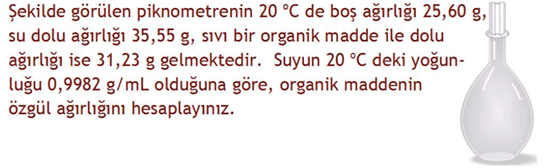 Şekilde görülen piknometrenin 20 °C de boş ağırlığı 25,60 g,
su dolu ağırlığı 35,55 g, sıvı bir organik madde ile dolu
ağırlığı ise 31,23 g gelmektedir. Suyun 20 °C deki yoğun-
luğu 0,9982 g/mL olduğuna göre, organik maddenin
özgül ağırlığını hesaplayınız.